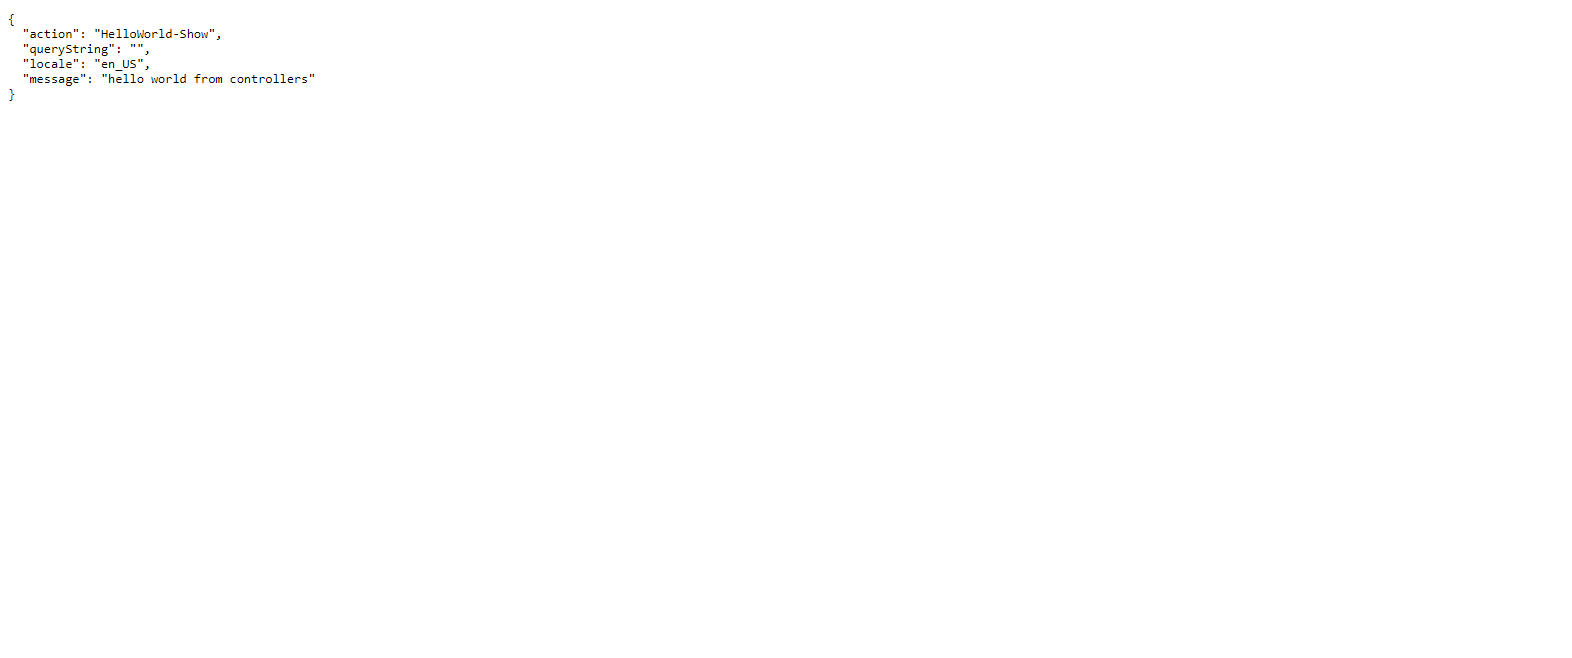 {
  "action": "HelloWorld-Show",
  "queryString": "",
  "locale": "en_US",
  "message": "hello world from controllers"
}